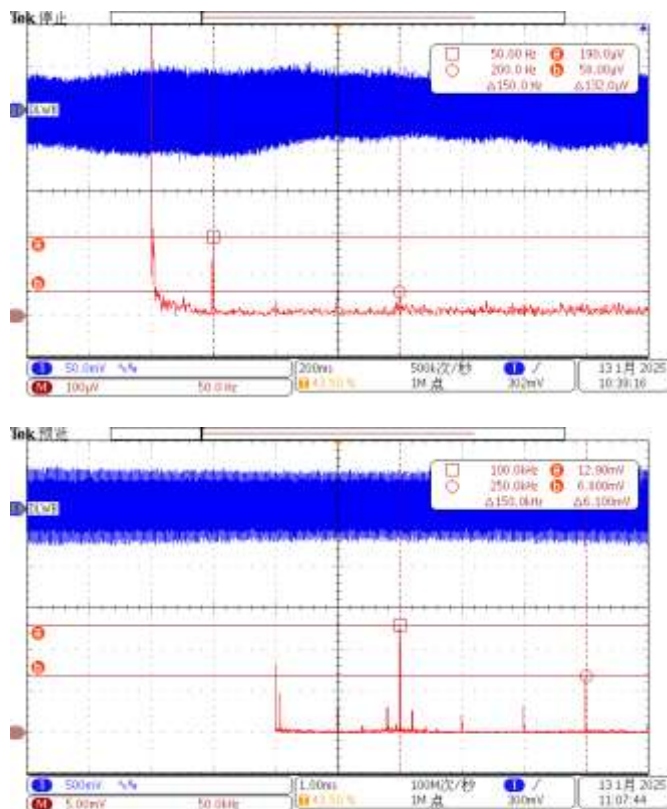 Tek 停止
50.00 Hz a 190.0μV
200.0 Hz b 58.00μV
Δ150.0 Hz Δ132.0μV
a
b
50.0mV
200ms
500k次/秒
1M 点
302mV
M 100μV 50.0Hz
13 1月 2025
10:39:16
Tek 预览
100.0kHz a 12.90mV
250.0kHz b 6.800mV
Δ150.0kHz Δ6.100mV
a
b
500mV
1.00ms
100M次/秒
1M 点
300mV
M 5.00mV 50.0kHz
13 1月 2025
11:07:44